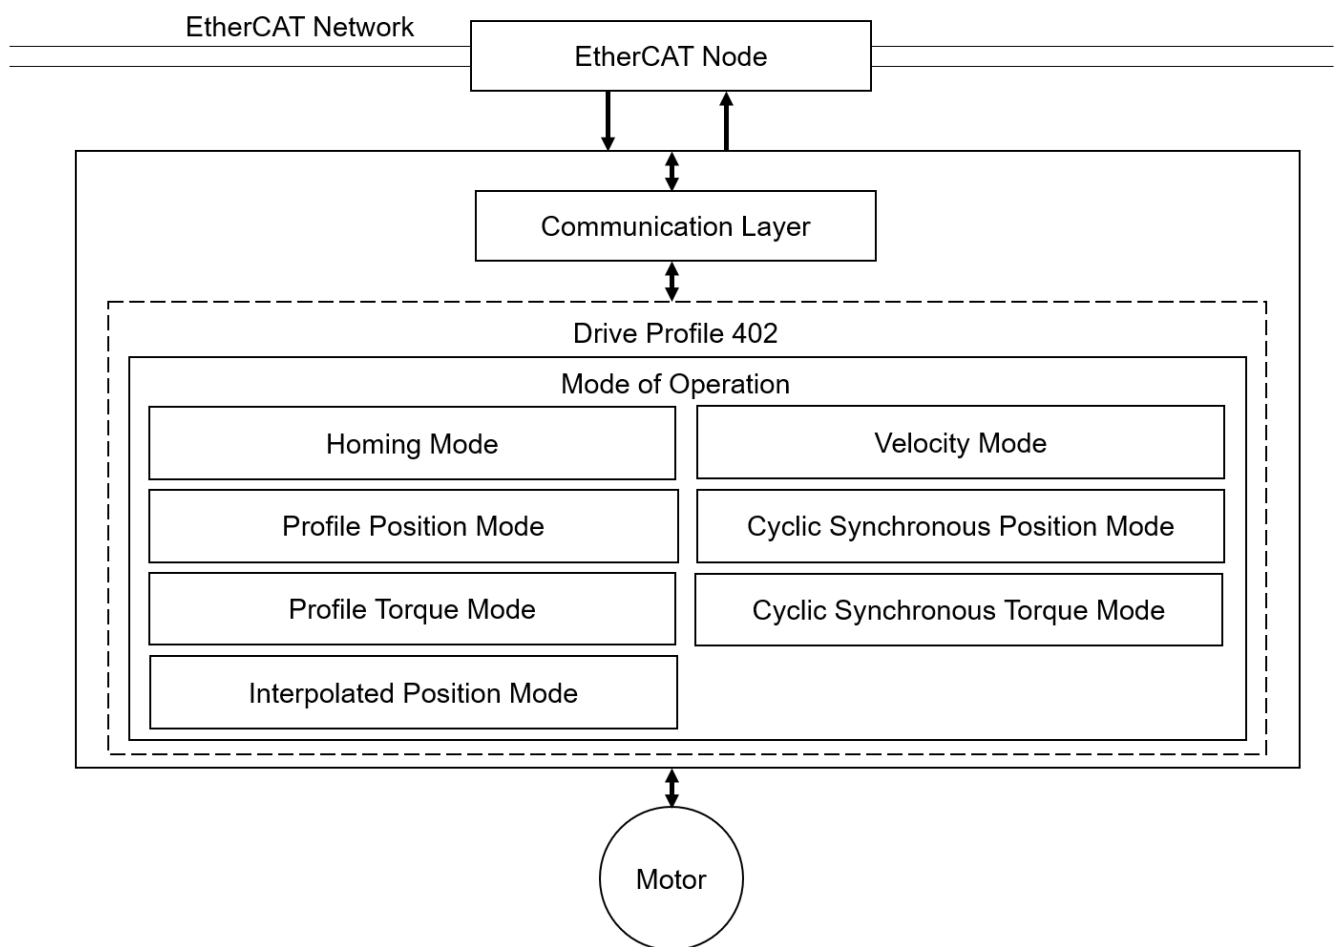 EtherCAT Network
EtherCAT Node
Communication Layer
Drive Profile 402
Mode of Operation
Homing Mode
Velocity Mode
Profile Position Mode
Cyclic Synchronous Position Mode
Profile Torque Mode
Cyclic Synchronous Torque Mode
Interpolated Position Mode
Motor